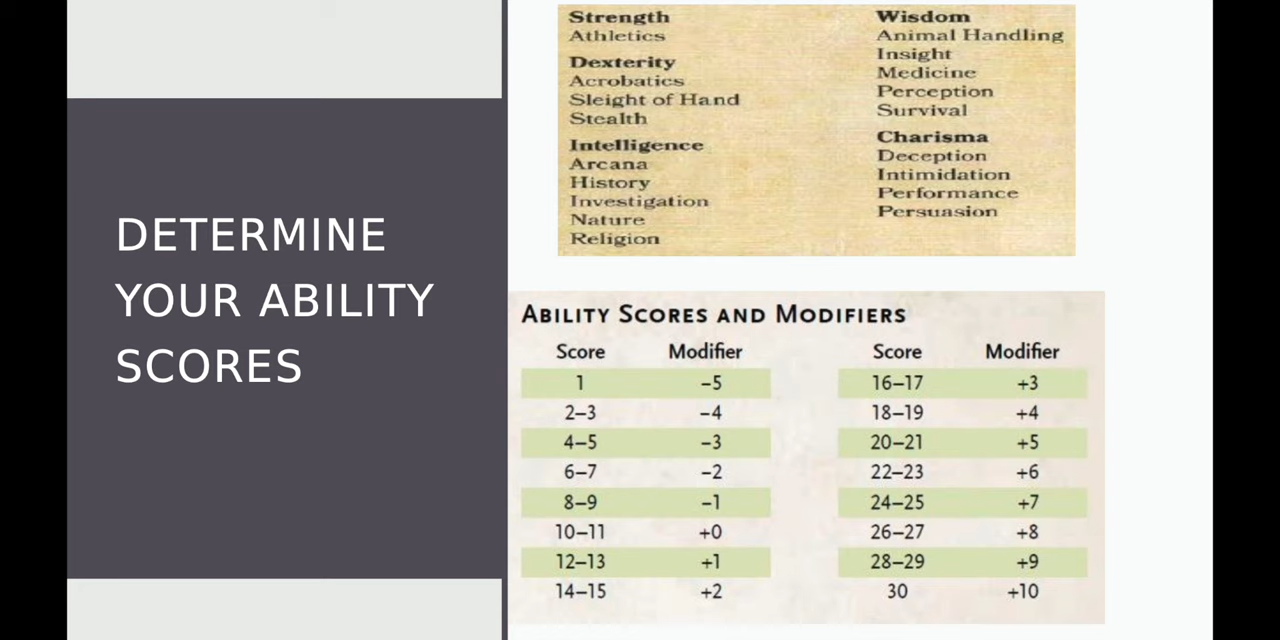 DETERMINE
YOUR ABILITY
SCORES
Strength
Athletics
Dexterity
Acrobatics
Sleight of Hand
Stealth
Intelligence
Arcana
History
Investigation
Nature
Religion
Wisdom
Animal Handling
Insight
Medicine
Perception
Survival
Charisma
Deception
Intimidation
Performance
Persuasion
ABILITY SCORES AND MODIFIERS
Score Modifier Score Modifier
1 −5 16–17 +3
2–3 −4 18–19 +4
4–5 −3 20–21 +5
6–7 −2 22–23 +6
8–9 −1 24–25 +7
10–11 +0 26–27 +8
12–13 +1 28–29 +9
14–15 +2 30 +10